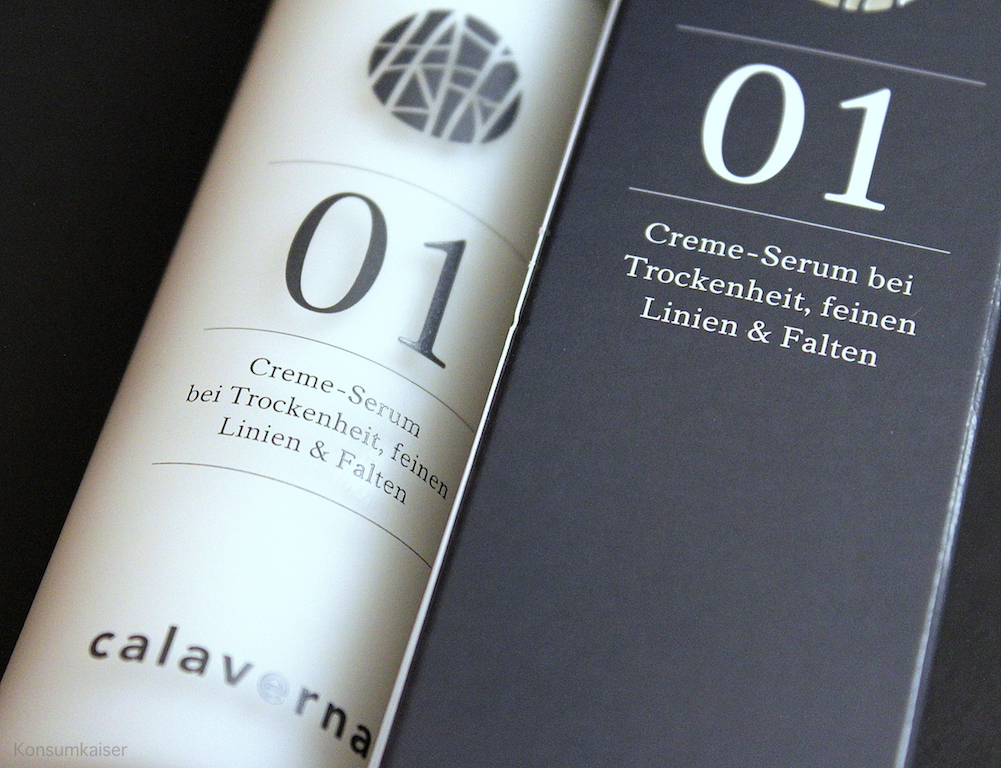 01
Creme-Serum
bei Trockenheit, feinen
Linien & Falten
calaverna
01
Creme-Serum bei
Trockenheit, feinen
Linien & Falten
Konsumkaiser